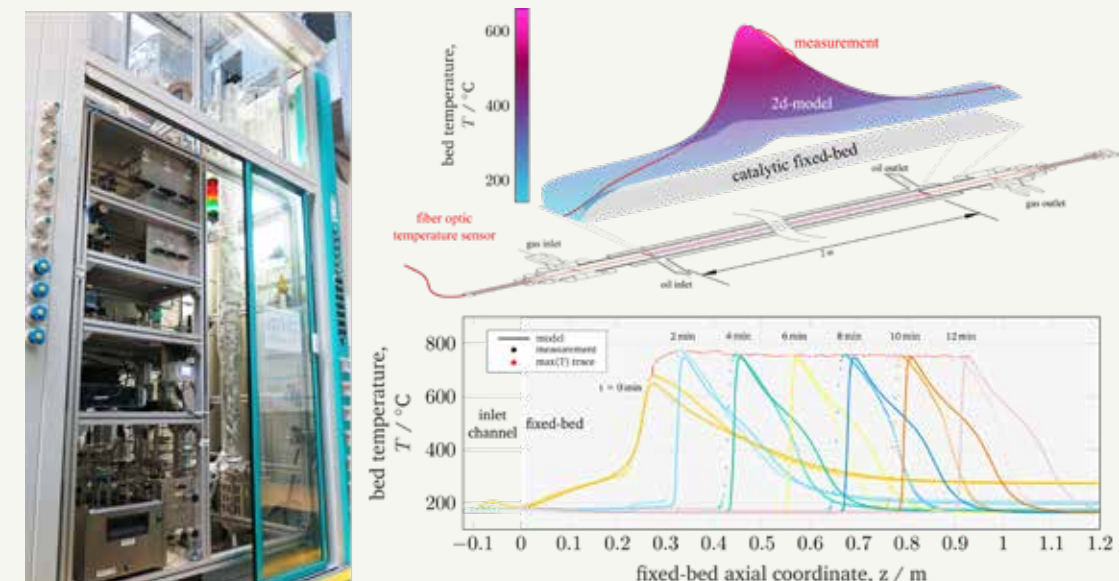 600
400
200
bed temperature,
T / °C
measurement
2d-model
catalytic fixed-bed
oil outlet
gas outlet
fiber optic
temperature sensor
gas inlet
oil inlet
1 m
800
600
400
200
bed temperature,
T / °C
model
measurement
max(T) trace
2 min
4 min
6 min
8 min
10 min
12 min
t = 0 min
inlet
channel
fixed-bed
−0.1
0
0.1
0.2
0.3
0.4
0.5
0.6
0.7
0.8
0.9
1
1.1
1.2
fixed-bed axial coordinate, z / m